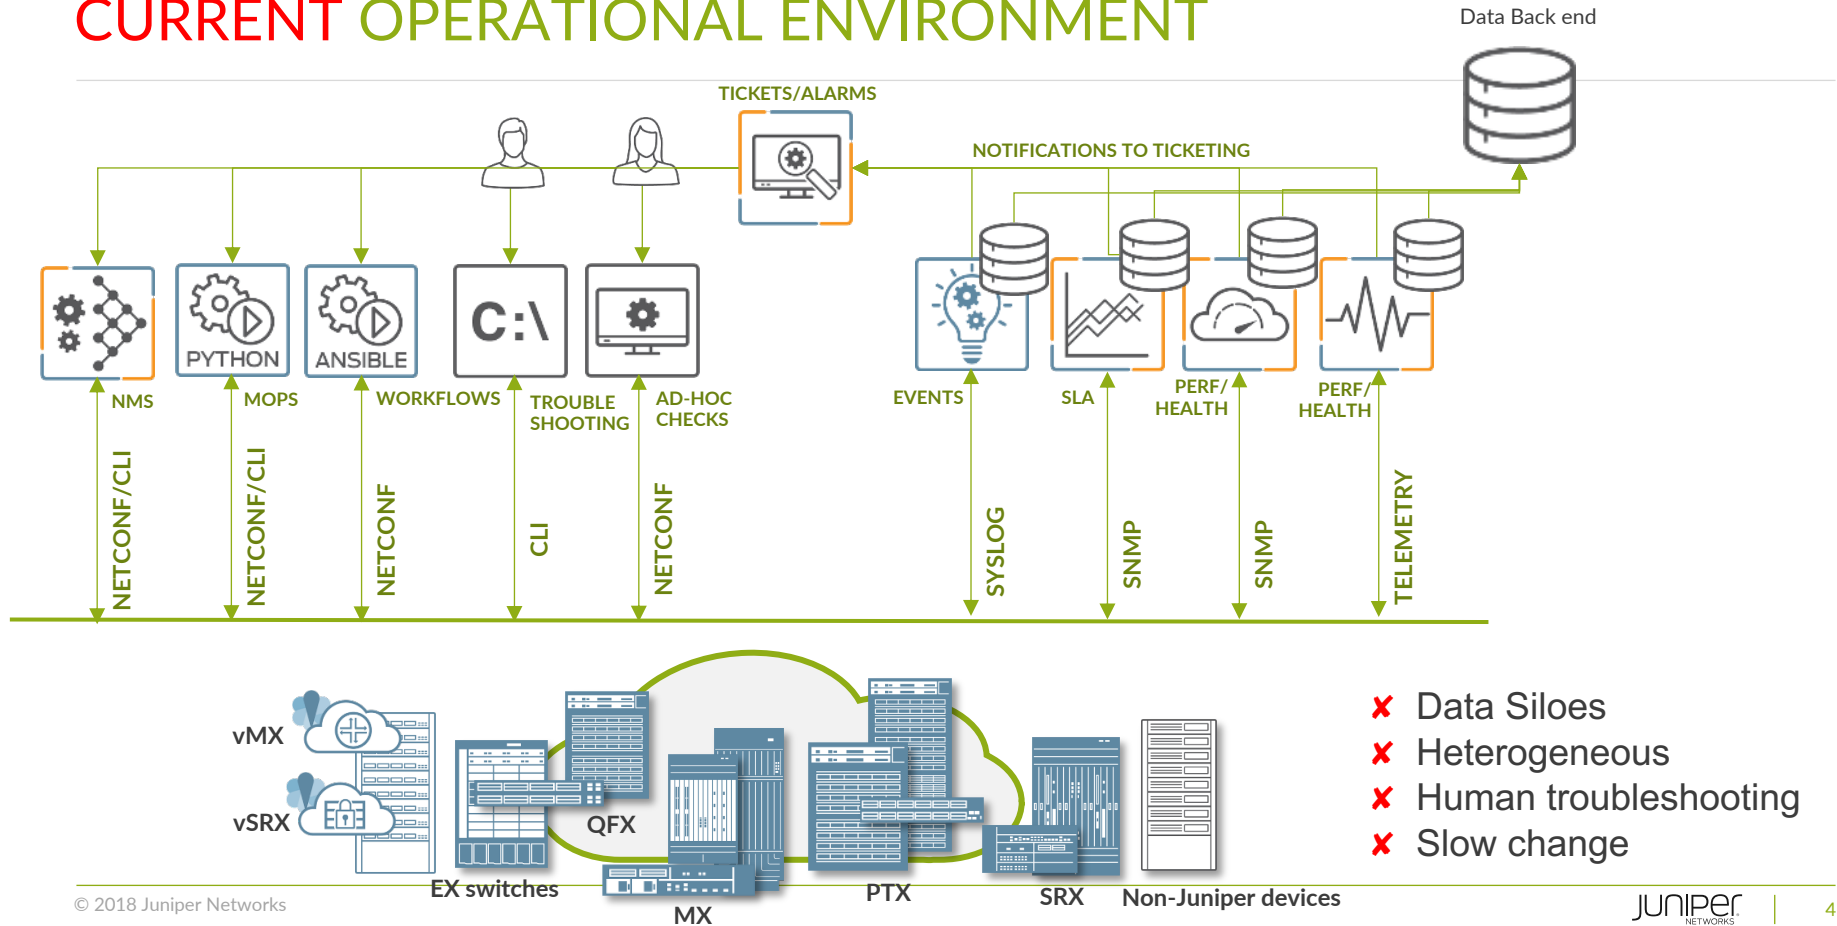 CURRENT OPERATIONAL ENVIRONMENT
Data Back end
TICKETS/ALARMS
NOTIFICATIONS TO TICKETING
PYTHON
ANSIBLE
C:\
NMS
MOPS
WORKFLOWS
TROUBLE
SHOOTING
AD-HOC
CHECKS
EVENTS
SLA
PERF/
HEALTH
PERF/
HEALTH
NETCONF/CLI
NETCONF/CLI
NETCONF
CLI
NETCONF
SYSLOG
SNMP
SNMP
TELEMETRY
vMX
vSRX
EX switches
QFX
MX
PTX
SRX
Non-Juniper devices
✘ Data Siloes
✘ Heterogeneous
✘ Human troubleshooting
✘ Slow change
© 2018 Juniper Networks
JUNIPER
NETWORKS
4